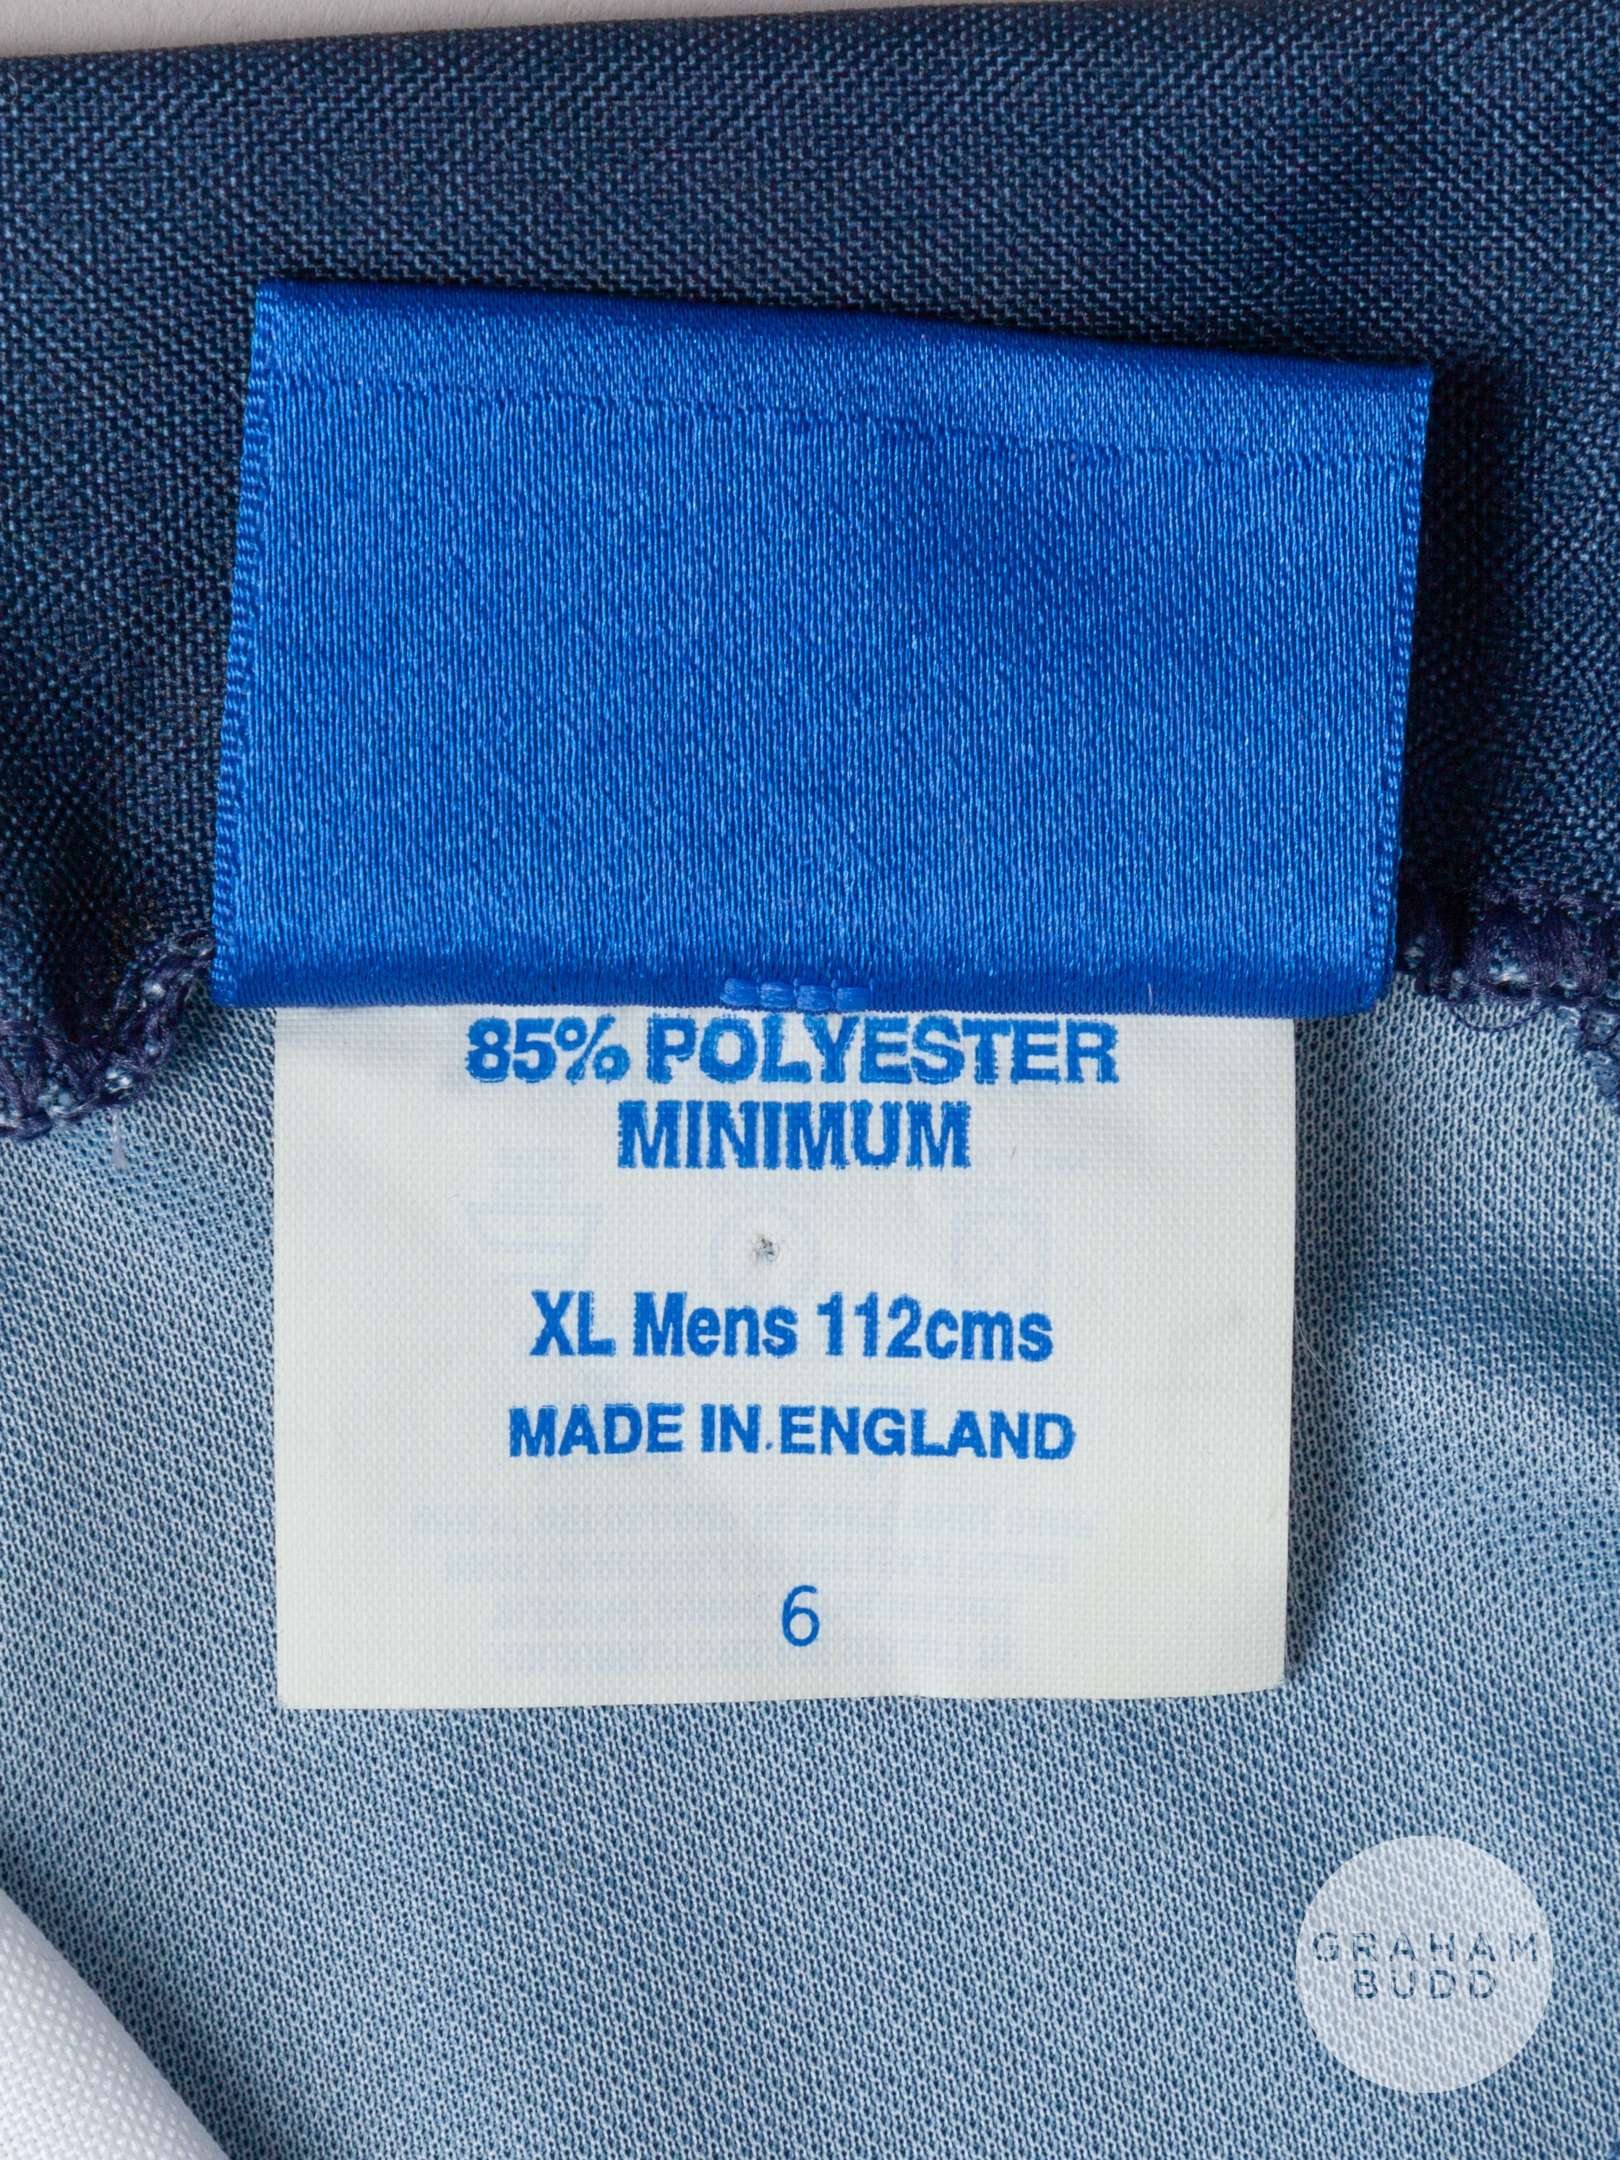 85% POLYESTER
MINIMUM
XL Mens 112cms
MADE IN ENGLAND
6
GRAHAM
BUDD